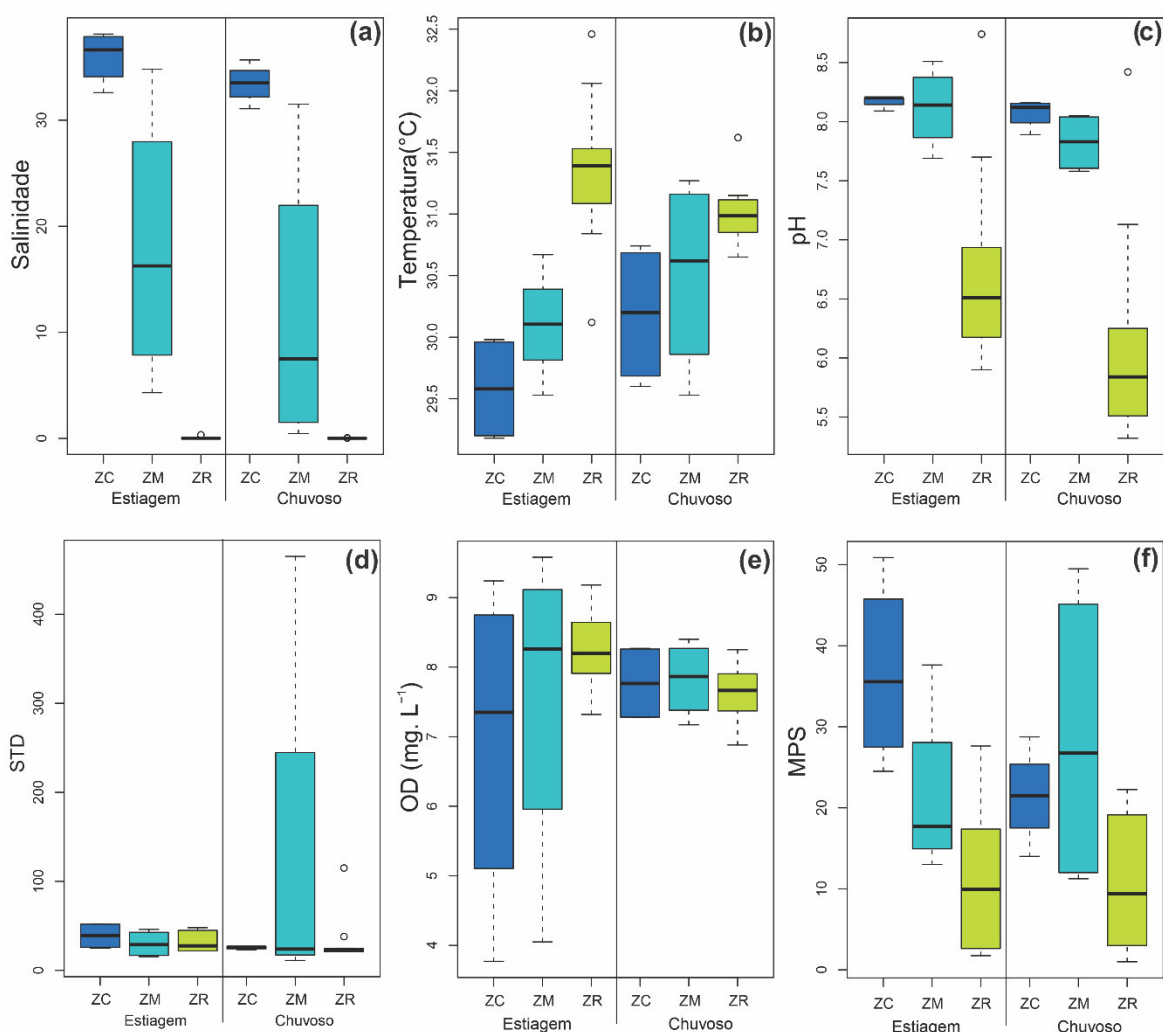 (a)
Salinidade
30
20
10
0
ZC ZM ZR ZC ZM ZR
Estiagem Chuvoso
(b)
Temperatura(°C)
32.5
32.0
31.5
31.0
30.5
30.0
29.5
ZC ZM ZR ZC ZM ZR
Estiagem Chuvoso
(c)
pH
8.5
8.0
7.5
7.0
6.5
6.0
5.5
ZC ZM ZR ZC ZM ZR
Estiagem Chuvoso
(d)
STD
400
300
200
100
0
ZC ZM ZR ZC ZM ZR
Estiagem Chuvoso
(e)
OD (mg. L⁻¹)
9
8
7
6
5
4
ZC ZM ZR ZC ZM ZR
Estiagem Chuvoso
(f)
MPS
50
40
30
20
10
0
ZC ZM ZR ZC ZM ZR
Estiagem Chuvoso